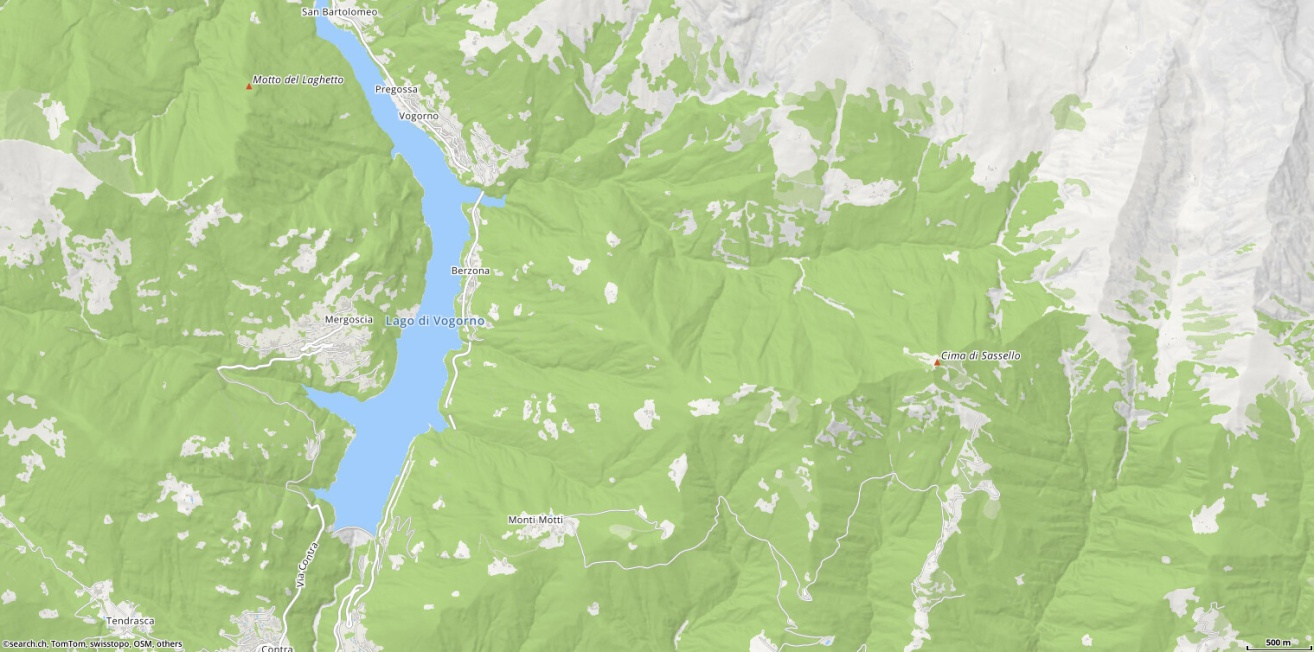 San Bartolomeo
Motto del Laghetto
Pregossa
Vogorno
Berzona
Mergoscia
Lago di Vogorno
Cima di Sassello
Monti Motti
Via Contra
Tendrasca
Contra
©search.ch, TomTom, swisstopo, OSM, others
500 m